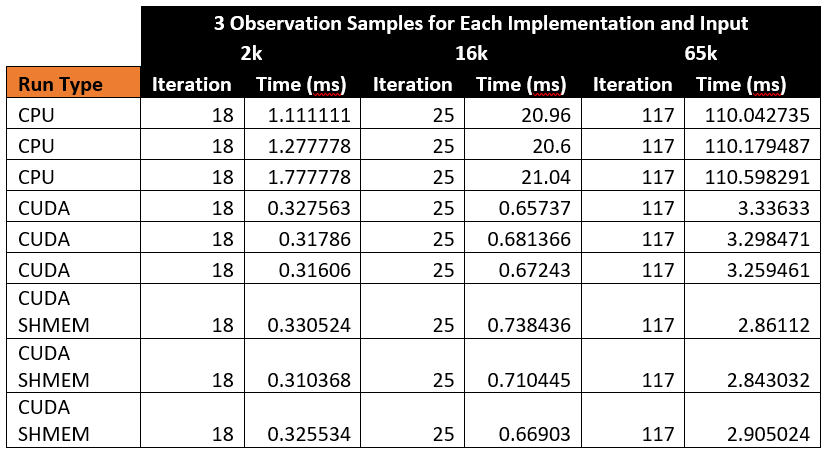 3 Observation Samples for Each Implementation and Input
2k 16k 65k
Run Type Iteration Time (ms) Iteration Time (ms) Iteration Time (ms)
CPU 18 1.111111 25 20.96 117 110.042735
CPU 18 1.277778 25 20.6 117 110.179487
CPU 18 1.777778 25 21.04 117 110.598291
CUDA 18 0.327563 25 0.65737 117 3.33633
CUDA 18 0.31786 25 0.681366 117 3.298471
CUDA 18 0.31606 25 0.67243 117 3.259461
CUDA
SHMEM 18 0.330524 25 0.738436 117 2.86112
CUDA
SHMEM 18 0.310368 25 0.710445 117 2.843032
CUDA
SHMEM 18 0.325534 25 0.66903 117 2.905024